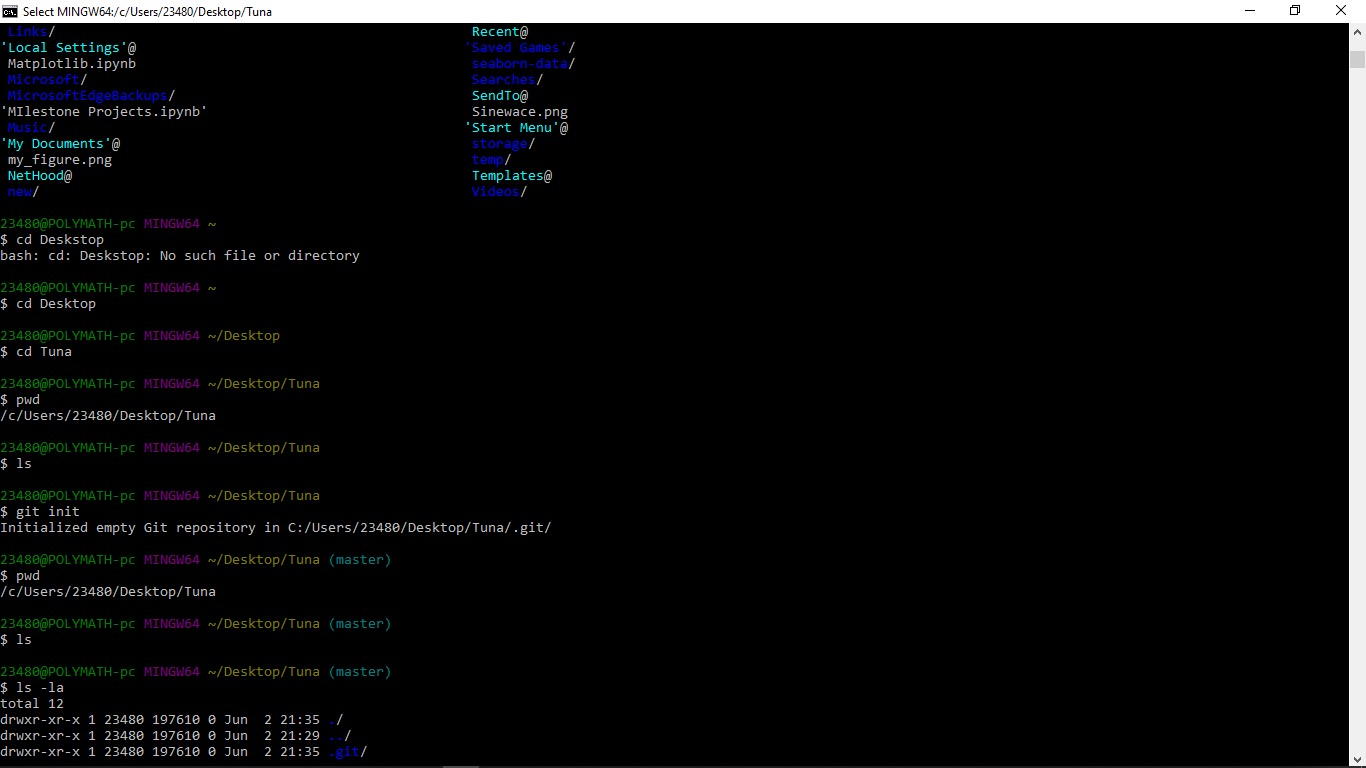 Select MINGW64:/c/Users/23480/Desktop/Tuna
Links/ Recent@
'Local Settings'@ 'Saved Games'/
Matplotlib.ipynb seaborn-data/
Microsoft/ Searches/
MicrosoftEdgeBackups/ SendTo@
'MIlestone Projects.ipynb' Sinewace.png
Music/ 'Start Menu'@
'My Documents'@ storage/
my_figure.png temp/
NetHood@ Templates@
new/ Videos/
23480@POLYMATH-pc MINGW64 ~
$ cd Deskstop
bash: cd: Deskstop: No such file or directory
23480@POLYMATH-pc MINGW64 ~
$ cd Desktop
23480@POLYMATH-pc MINGW64 ~/Desktop
$ cd Tuna
23480@POLYMATH-pc MINGW64 ~/Desktop/Tuna
$ pwd
/c/Users/23480/Desktop/Tuna
23480@POLYMATH-pc MINGW64 ~/Desktop/Tuna
$ ls
23480@POLYMATH-pc MINGW64 ~/Desktop/Tuna
$ git init
Initialized empty Git repository in C:/Users/23480/Desktop/Tuna/.git/
23480@POLYMATH-pc MINGW64 ~/Desktop/Tuna (master)
$ pwd
/c/Users/23480/Desktop/Tuna
23480@POLYMATH-pc MINGW64 ~/Desktop/Tuna (master)
$ ls
23480@POLYMATH-pc MINGW64 ~/Desktop/Tuna (master)
$ ls -la
total 12
drwxr-xr-x 1 23480 197610 0 Jun  2 21:35 ./
drwxr-xr-x 1 23480 197610 0 Jun  2 21:29 ../
drwxr-xr-x 1 23480 197610 0 Jun  2 21:35 .git/